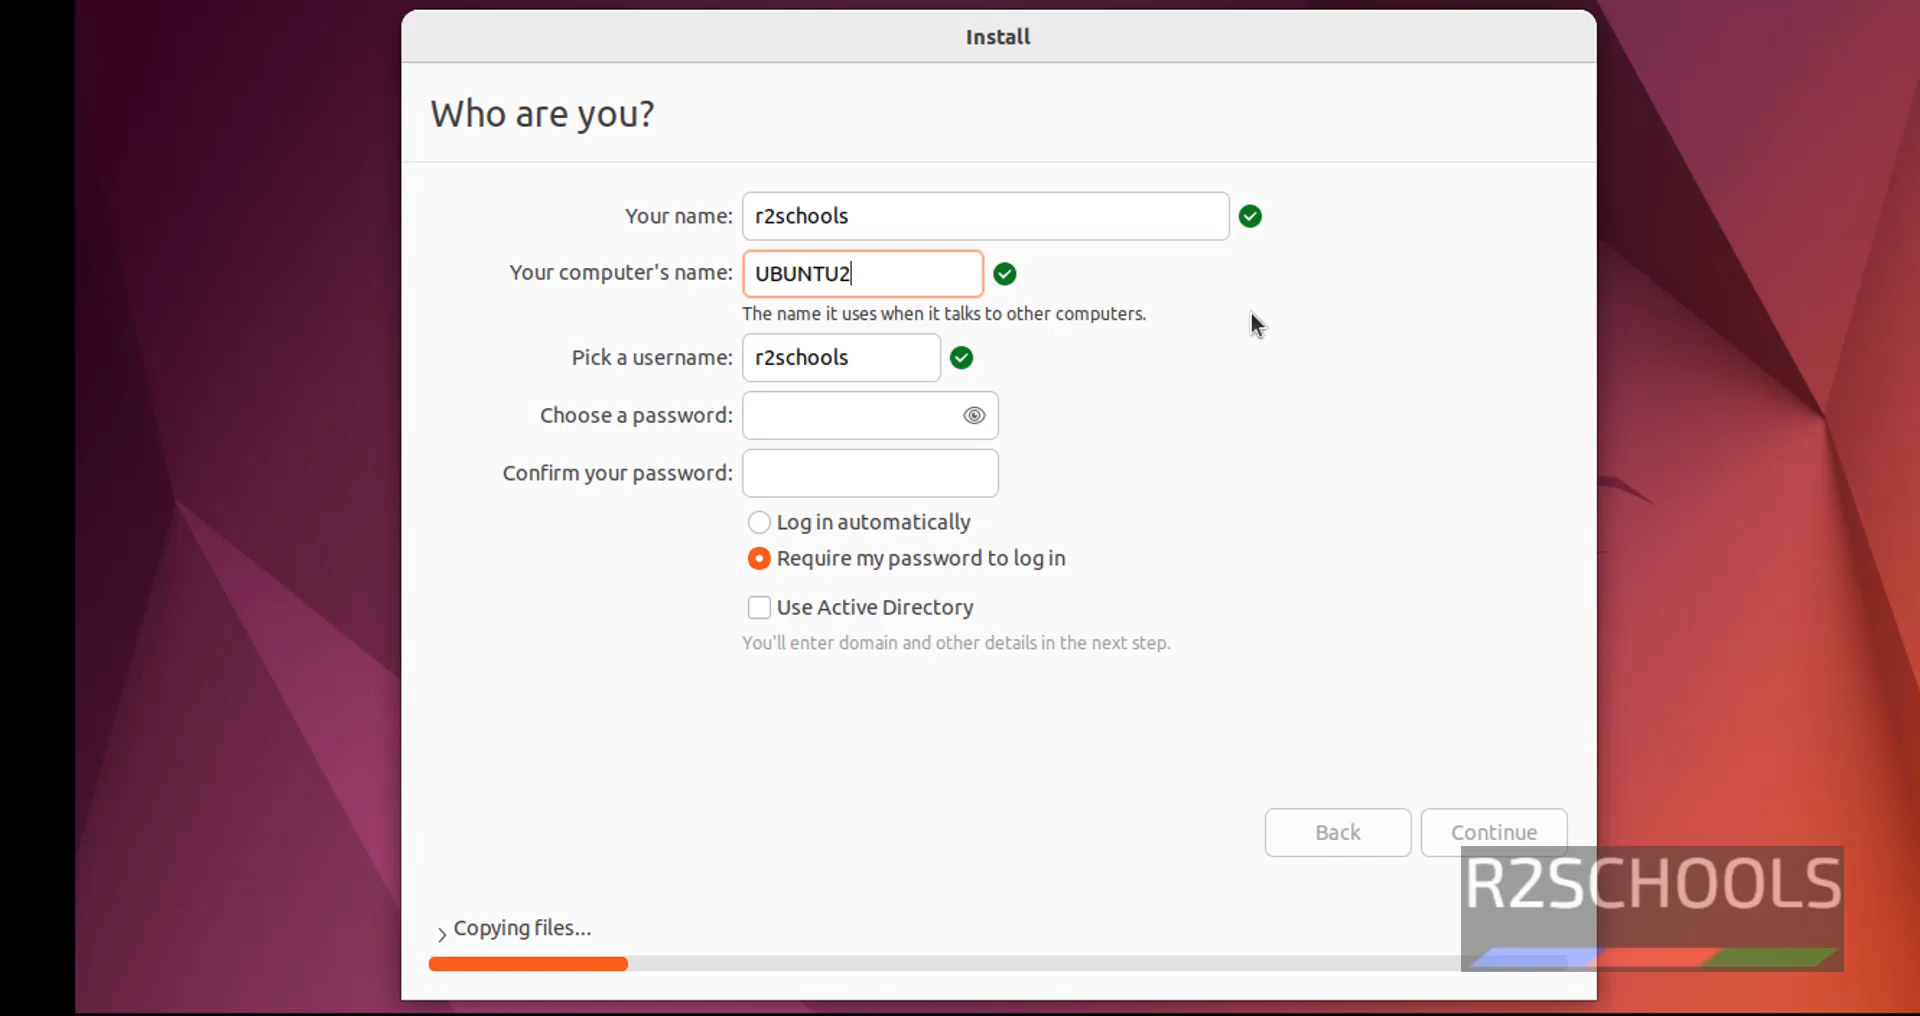 Install
Who are you?
Your name: r2schools
Your computer's name: UBUNTU2
The name it uses when it talks to other computers.
Pick a username: r2schools
Choose a password:
Confirm your password:
Log in automatically
Require my password to log in
Use Active Directory
You'll enter domain and other details in the next step.
Back Continue
R2SCHOOLS
Copying files...